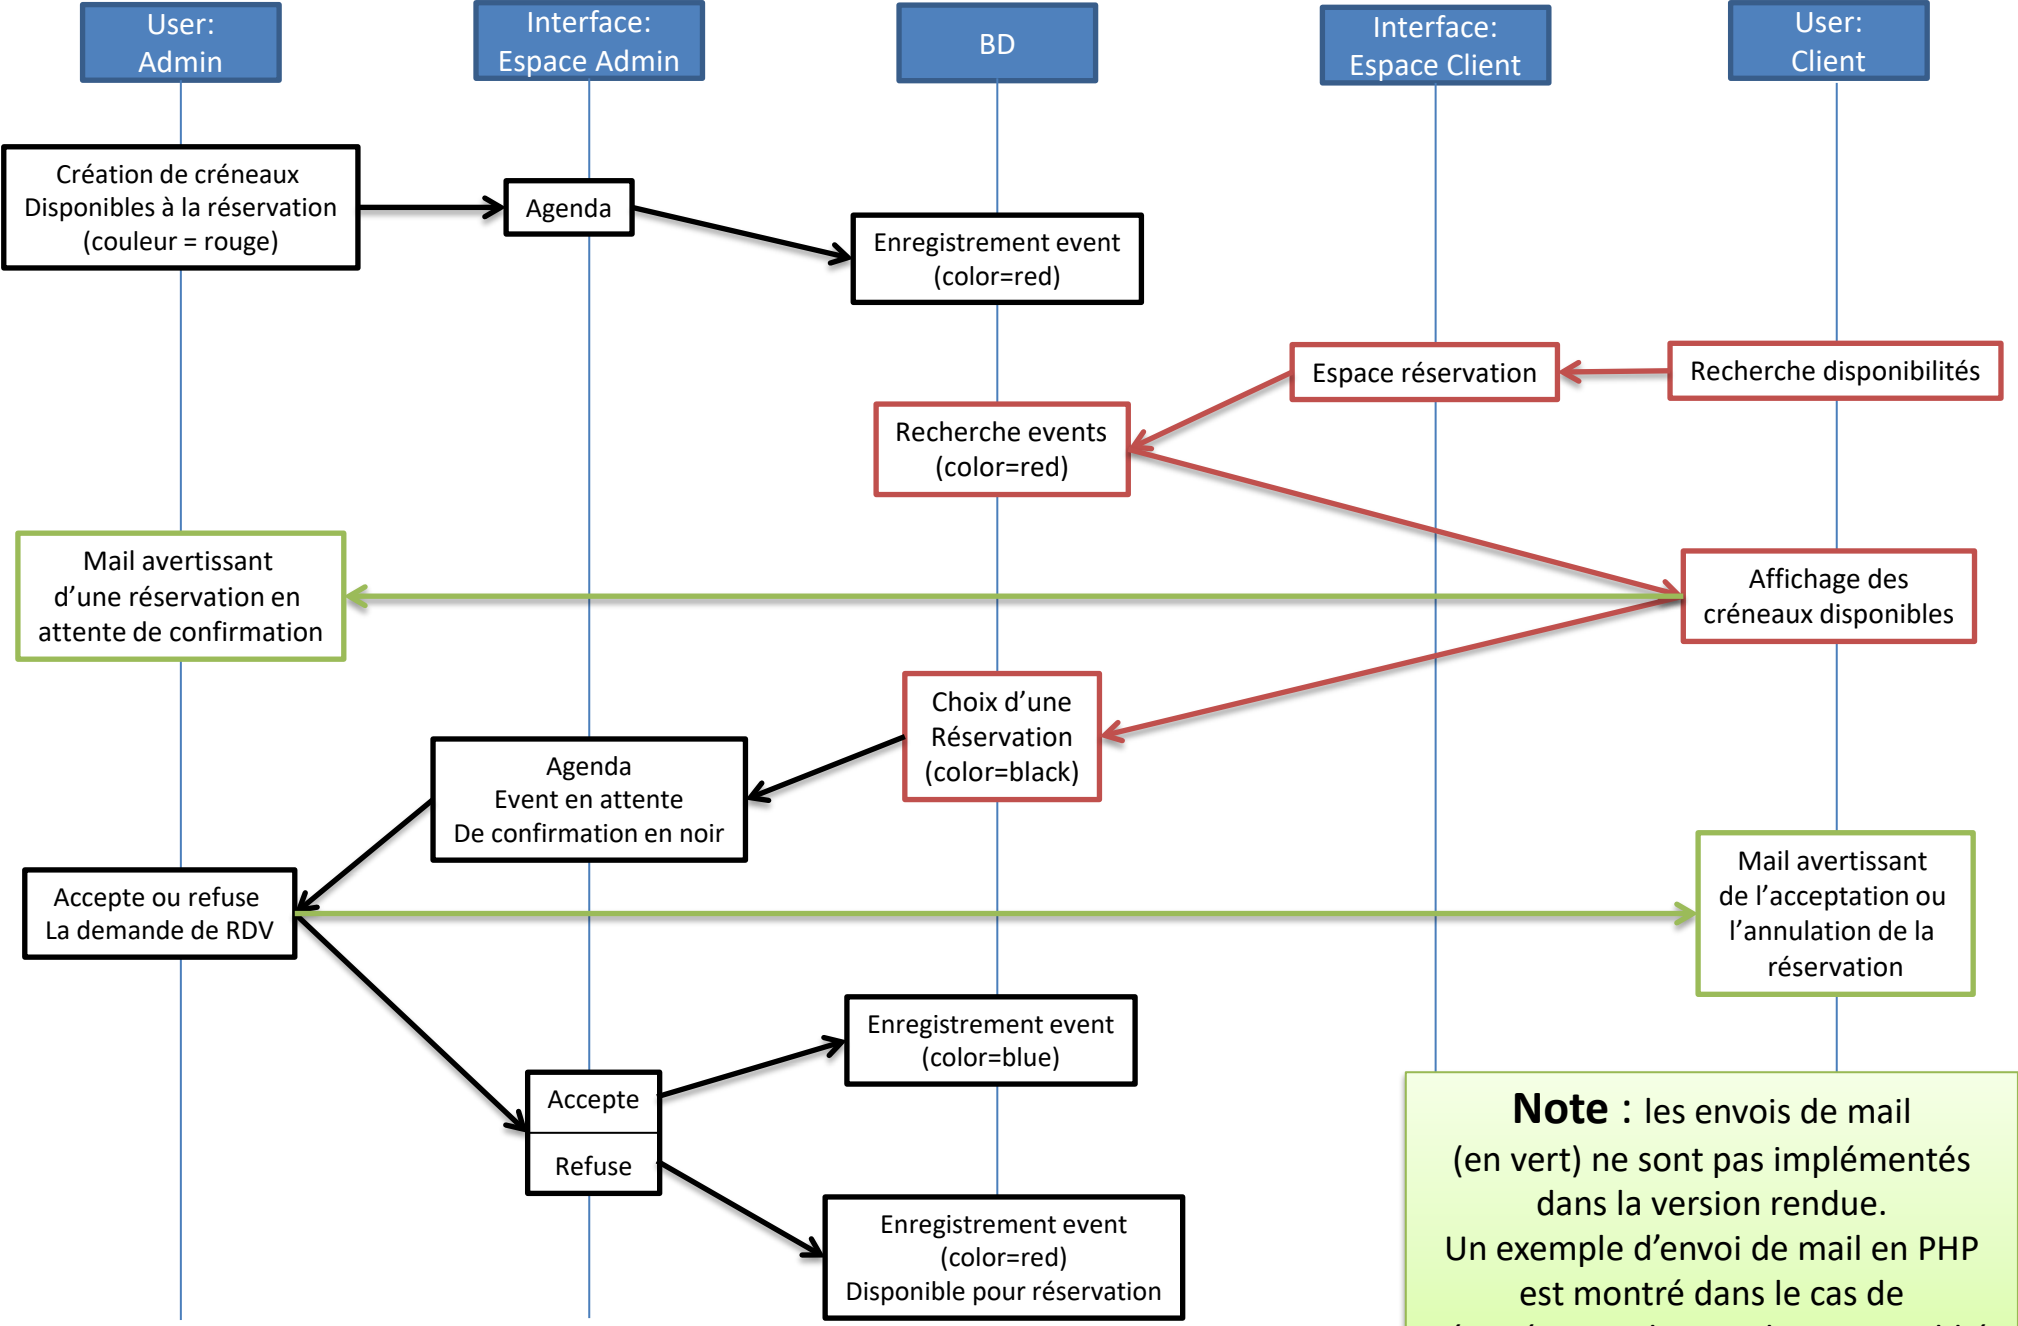 User:
Admin
Interface:
Espace Admin
BD
Interface:
Espace Client
User:
Client
Création de créneaux
Disponibles à la réservation
(couleur = rouge)
Agenda
Enregistrement event
(color=red)
Espace réservation
Recherche disponibilités
Recherche events
(color=red)
Mail avertissant
d’une réservation en
attente de confirmation
Affichage des
créneaux disponibles
Choix d’une
Réservation
(color=black)
Agenda
Event en attente
De confirmation en noir
Accepte ou refuse
La demande de RDV
Mail avertissant
de l’acceptation ou
l’annulation de la
réservation
Enregistrement event
(color=blue)
Accepte
Refuse
Enregistrement event
(color=red)
Disponible pour réservation
Note : les envois de mail
(en vert) ne sont pas implémentés
dans la version rendue.
Un exemple d’envoi de mail en PHP
est montré dans le cas de